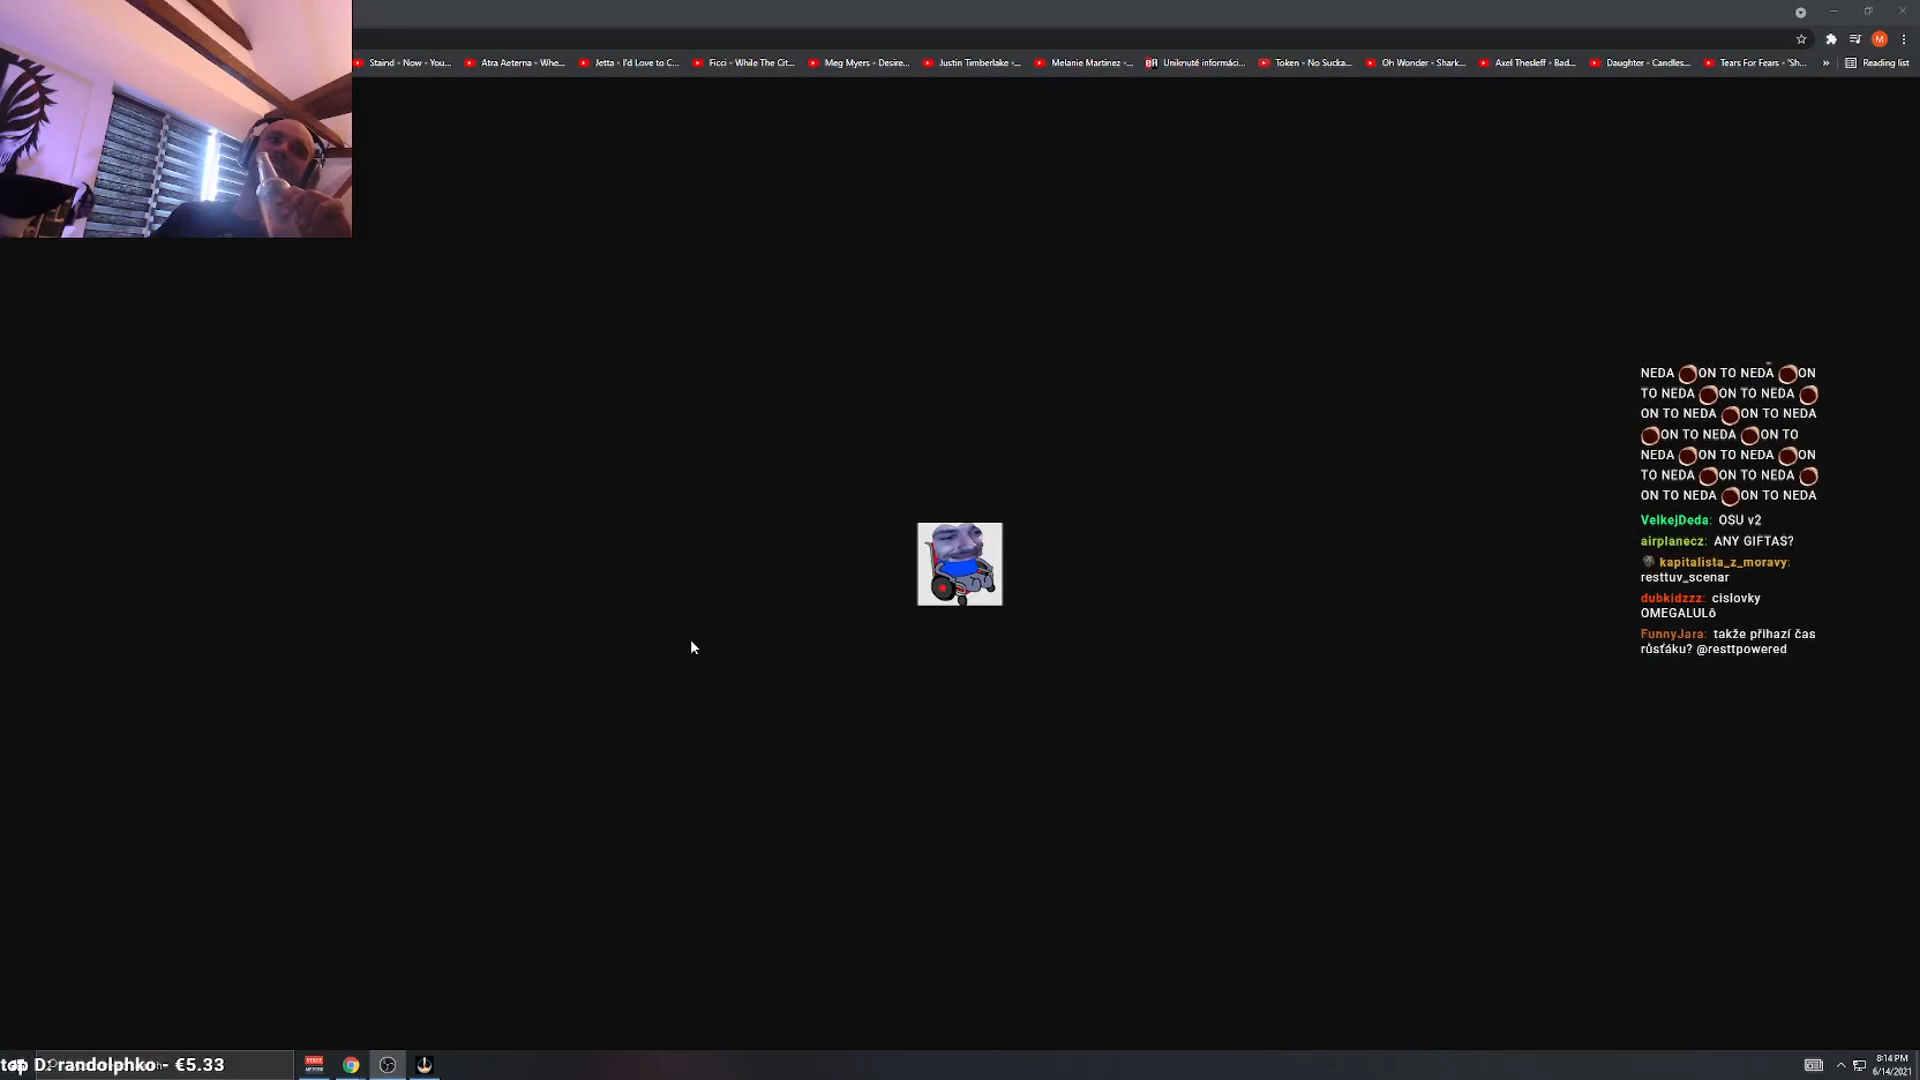 Staind - Now - You...
Atra Aeterna - Whe...
Jetta - I'd Love to C...
Ficci - While The Cit...
Meg Myers - Desire...
Justin Timberlake -...
Melanie Martinez -...
Uniknuté informáci...
Token - No Sucka...
Oh Wonder - Shark...
Axel Thesleff - Bad...
Daughter - Candles...
Tears For Fears - "Sh...
»
Reading list
M
NEDA ON TO NEDA ON
TO NEDA ON TO NEDA
ON TO NEDA ON TO NEDA
ON TO NEDA ON TO
NEDA ON TO NEDA ON
TO NEDA ON TO NEDA
ON TO NEDA ON TO NEDA
VelkejDeda: OSU v2
airplanecz: ANY GIFTAS?
kapitalista_z_moravy:
resttuv_scenar
dubkidzzz: cislovky
OMEGALULô
FunnyJara: takže přihazí čas
růsťáku? @resttpowered
top D: randolphko - €5.33
8:14 PM
6/14/2021